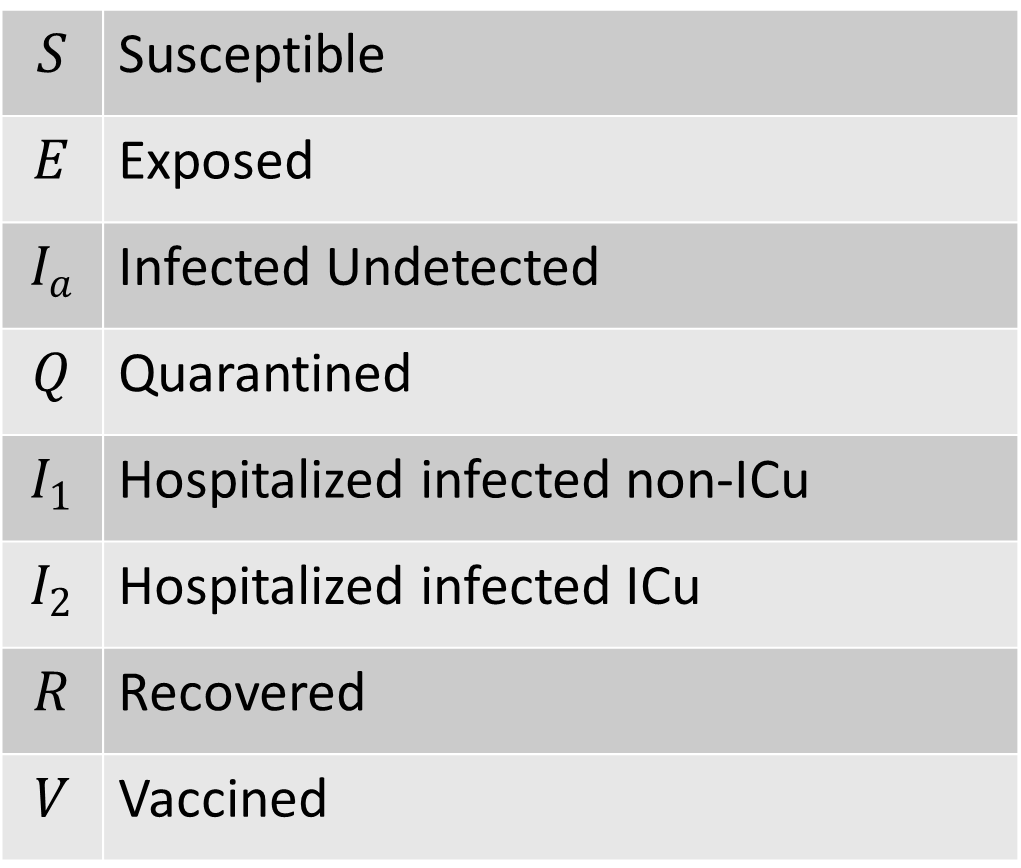 S Susceptible
E Exposed
I_a Infected Undetected
Q Quarantined
I_1 Hospitalized infected non-ICu
I_2 Hospitalized infected ICu
R Recovered
V Vaccined